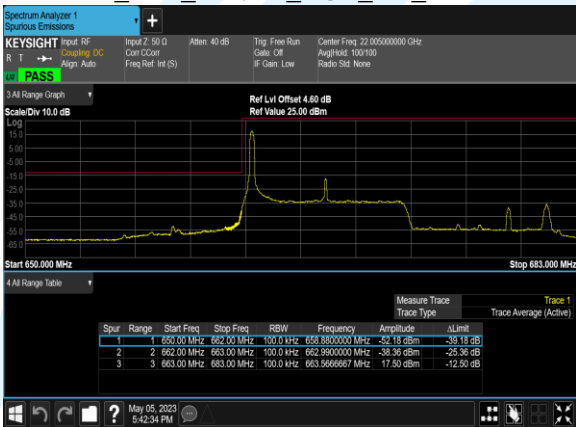 Spectrum Analyzer 1
Spurious Emissions
+
KEYSIGHT Input: RF Input Z: 50 Ω Atten: 40 dB Trig: Free Run Center Freq: 22.005000000 GHz
R T Coupling: DC Corr CCorr Gate: Off Avg|Hold: 100/100
Align: Auto Freq Ref: Int (S) IF Gain: Low Radio Std: None
PASS
3 All Range Graph
Ref Lvl Offset 4.60 dB
Scale/Div 10.0 dB Ref Value 25.00 dBm
Log
15.0
5.00
-5.00
-15.0
-25.0
-35.0
-45.0
-55.0
-65.0
Start 650.000 MHz Stop 683.000 MHz
4 All Range Table
Measure Trace Trace 1
Trace Type Trace Average (Active)
Spur Range Start Freq Stop Freq RBW Frequency Amplitude ΔLimit
1 1 650.00 MHz 662.00 MHz 100.0 kHz 658.8800000 MHz -52.18 dBm -39.18 dB
2 2 662.00 MHz 663.00 MHz 100.0 kHz 662.9900000 MHz -38.36 dBm -25.36 dB
3 3 663.00 MHz 683.00 MHz 100.0 kHz 663.5666667 MHz 17.50 dBm -12.50 dB
? May 05, 2023
5:42:34 PM